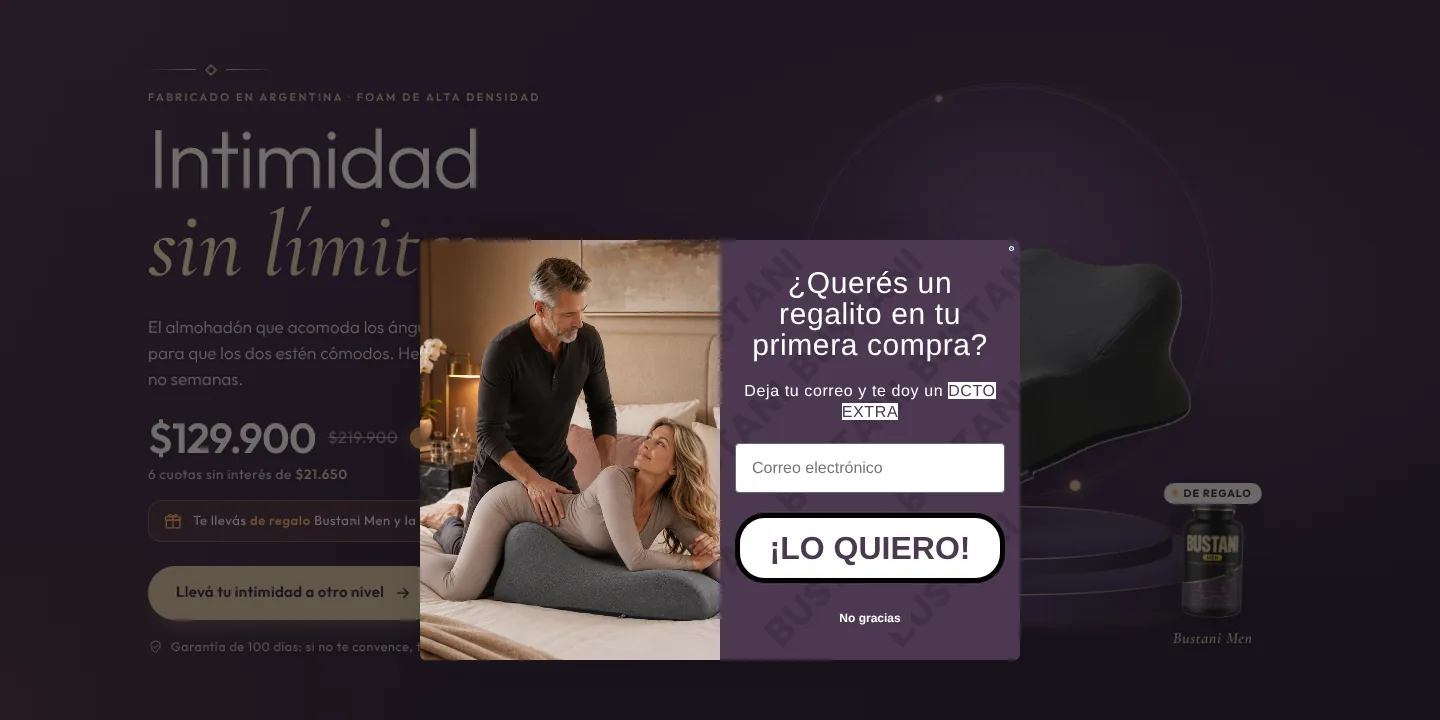 FABRICADO EN ARGENTINA · FOAM DE ALTA DENSIDAD
Intimidad
sin límit
El almohadón que acomoda los ángu
para que los dos estén cómodos. He
no semanas.
$129.900 $219.900
6 cuotas sin interés de $21.650
Te llevás de regalo Bustani Men y la
Llevá tu intimidad a otro nivel →
Garantía de 100 días: si no te convence, t
¿Querés un
regalito en tu
primera compra?
Deja tu correo y te doy un DCTO
EXTRA
Correo electrónico
¡LO QUIERO!
No gracias
DE REGALO
BUSTANI
MEN
Bustani Men